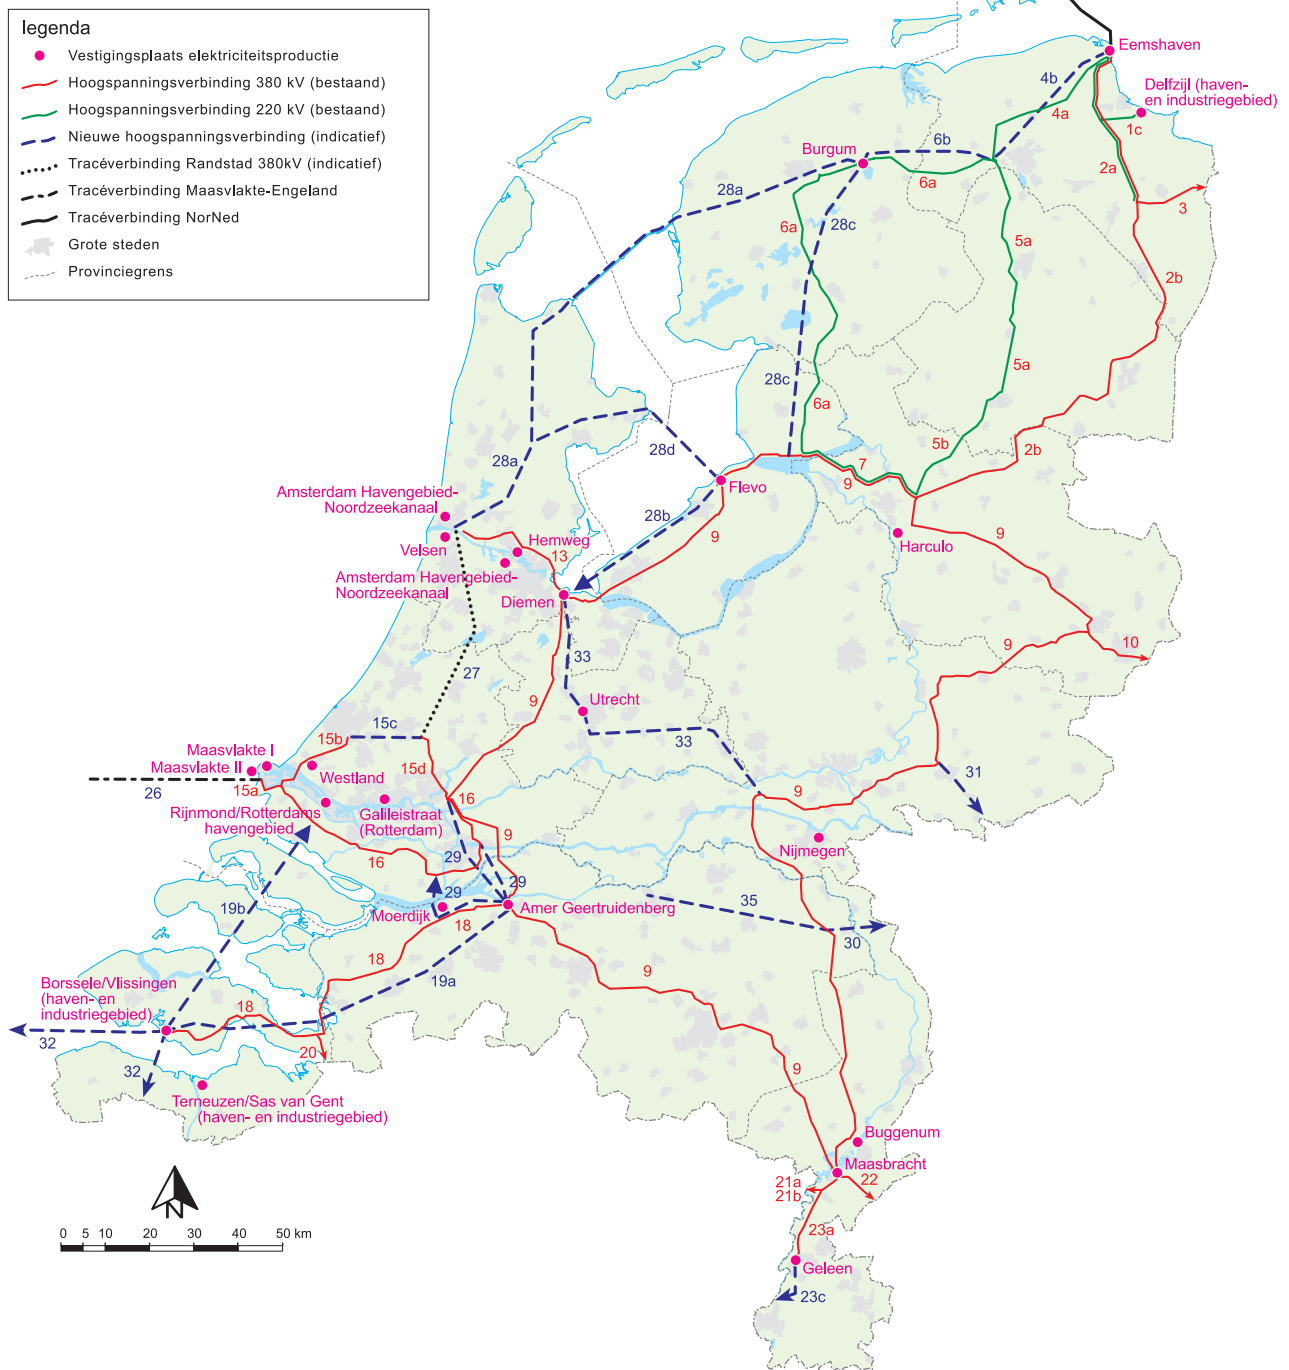 legenda
Vestigingsplaats elektriciteitsproductie
Hoogspanningsverbinding 380 kV (bestaand)
Hoogspanningsverbinding 220 kV (bestaand)
Nieuwe hoogspanningsverbinding (indicatief)
Tracéverbinding Randstad 380kV (indicatief)
Tracéverbinding Maasvlakte-Engeland
Tracéverbinding NorNed
Grote steden
Provinciegrens
Eemshaven
4b
Delfzijl (haven-
en industriegebied)
4a
1c
6b
Burgum
2a
6a
28a
3
28c
6a
5a
2b
28c
5a
6a
5b
2b
28d
7
9
28a
Flevo
Amsterdam Havengebied-
Noordzeekanaal
28b
9
9
Velsen
Hemweg
13
Harculo
Amsterdam Havengebied-
Noordzeekanaal
Diemen
9
10
33
27
9
Utrecht
15c
15b
33
Maasvlakte I
Maasvlakte II
15d
Westland
31
26
15a
16
9
Rijnmond/Rotterdams
havengebied
Galileistraat
(Rotterdam)
9
Nijmegen
16
29
29
29
35
19b
Moerdijk
Amer Geertruidenberg
18
30
18
9
19a
Borssele/Vlissingen
(haven- en
industriegebied)
18
32
20
32
9
Terneuzen/Sas van Gent
(haven- en industriegebied)
Buggenum
Maasbracht
21a
22
21b
23a
0 5 10 20 30 40 50 km
Geleen
23c